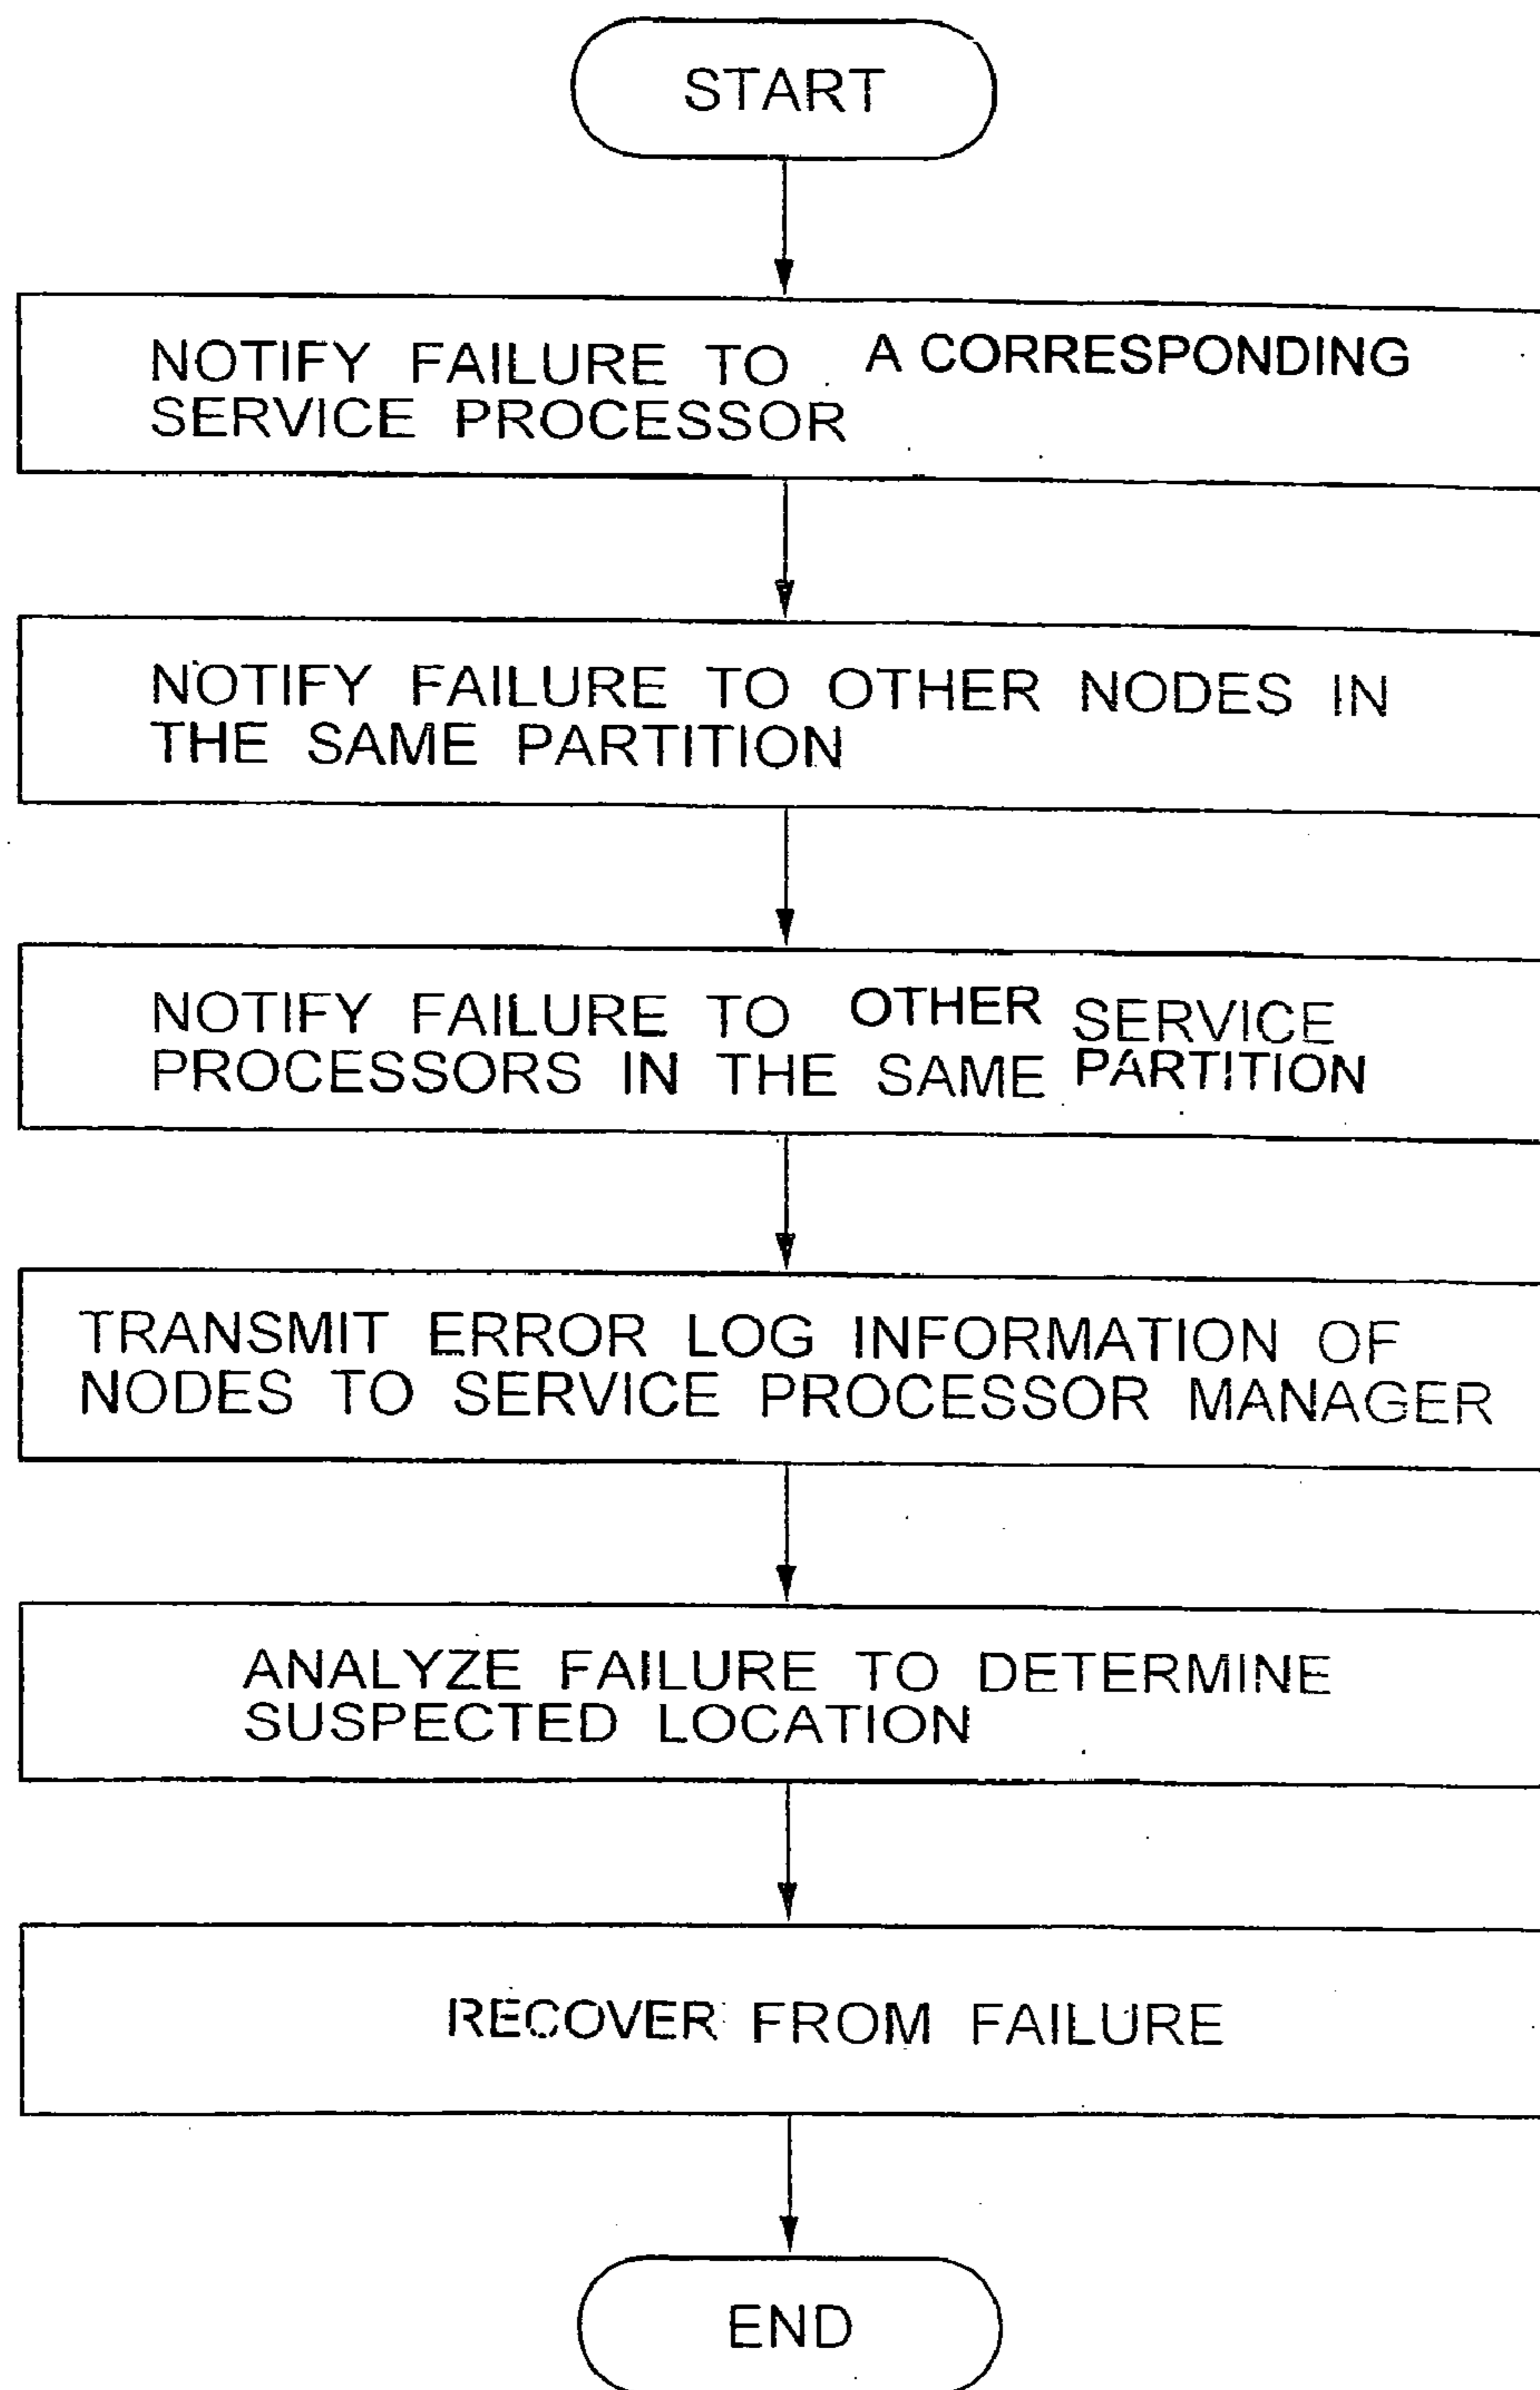 START
NOTIFY FAILURE TO A CORRESPONDING
SERVICE PROCESSOR
NOTIFY FAILURE TO OTHER NODES IN
THE SAME PARTITION
NOTIFY FAILURE TO OTHER SERVICE
PROCESSORS IN THE SAME PARTITION
TRANSMIT ERROR LOG INFORMATION OF
NODES TO SERVICE PROCESSOR MANAGER
ANALYZE FAILURE TO DETERMINE
SUSPECTED LOCATION
RECOVER FROM FAILURE
END